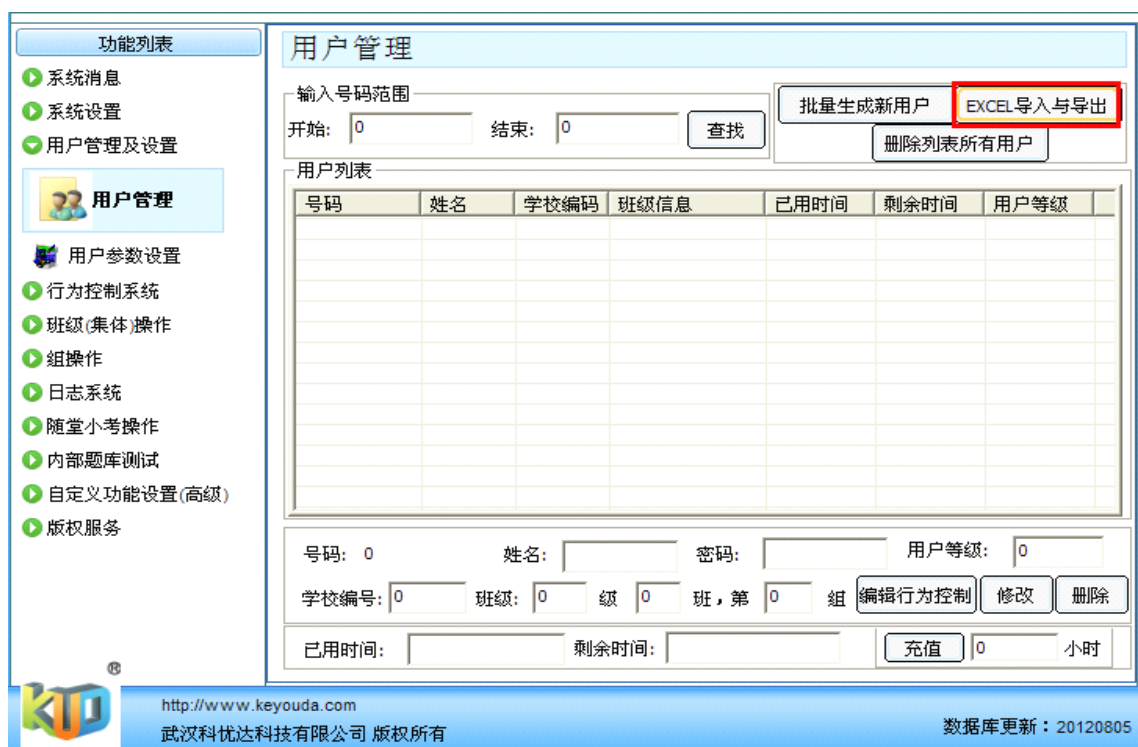 功能列表
系统消息
系统设置
用户管理及设置
用户管理
用户参数设置
行为控制系统
班级(集体)操作
组操作
日志系统
随堂小考操作
内部题库测试
自定义功能设置(高级)
版权服务
用户管理
输入号码范围
开始: 0 结束: 0 查找
批量生成新用户 EXCEL导入与导出
删除列表所有用户
用户列表
号码 姓名 学校编码 班级信息 已用时间 剩余时间 用户等级
号码: 0 姓名: 密码: 用户等级: 0
学校编号: 0 班级: 0 级 0 班，第 0 组 编辑行为控制 修改 删除
已用时间: 剩余时间: 充值 0 小时
KYD ®
http://www.keyouda.com
武汉科优达科技有限公司 版权所有
数据库更新：20120805